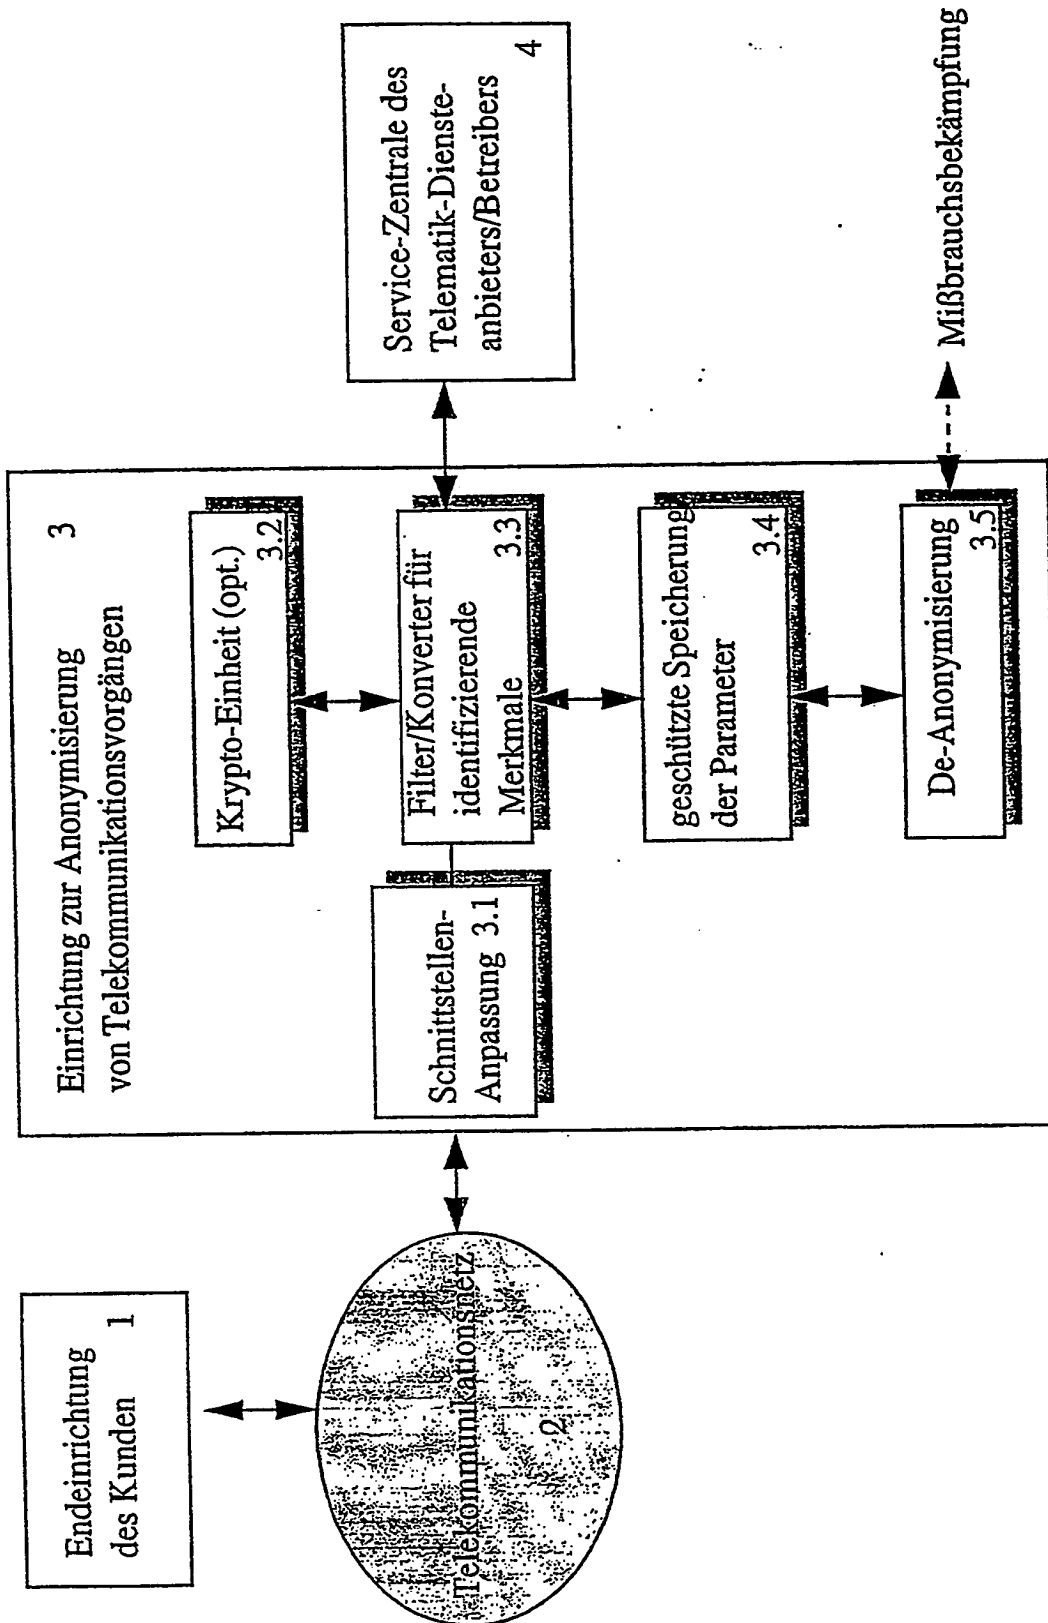 Endeinrichtung
des Kunden 1
Telekommunikationsnetz
2
Einrichtung zur Anonymisierung 3
von Telekommunikationsvorgängen
Schnittstellen-
Anpassung 3.1
Krypto-Einheit (opt.)
3.2
Filter/Konverter für
identifizierende
Merkmale 3.3
geschützte Speicherung
der Parameter 3.4
De-Anonymisierung
3.5
Service-Zentrale des
Telematik-Dienste-
anbieters/Betreibers
4
Mißbrauchsbekämpfung